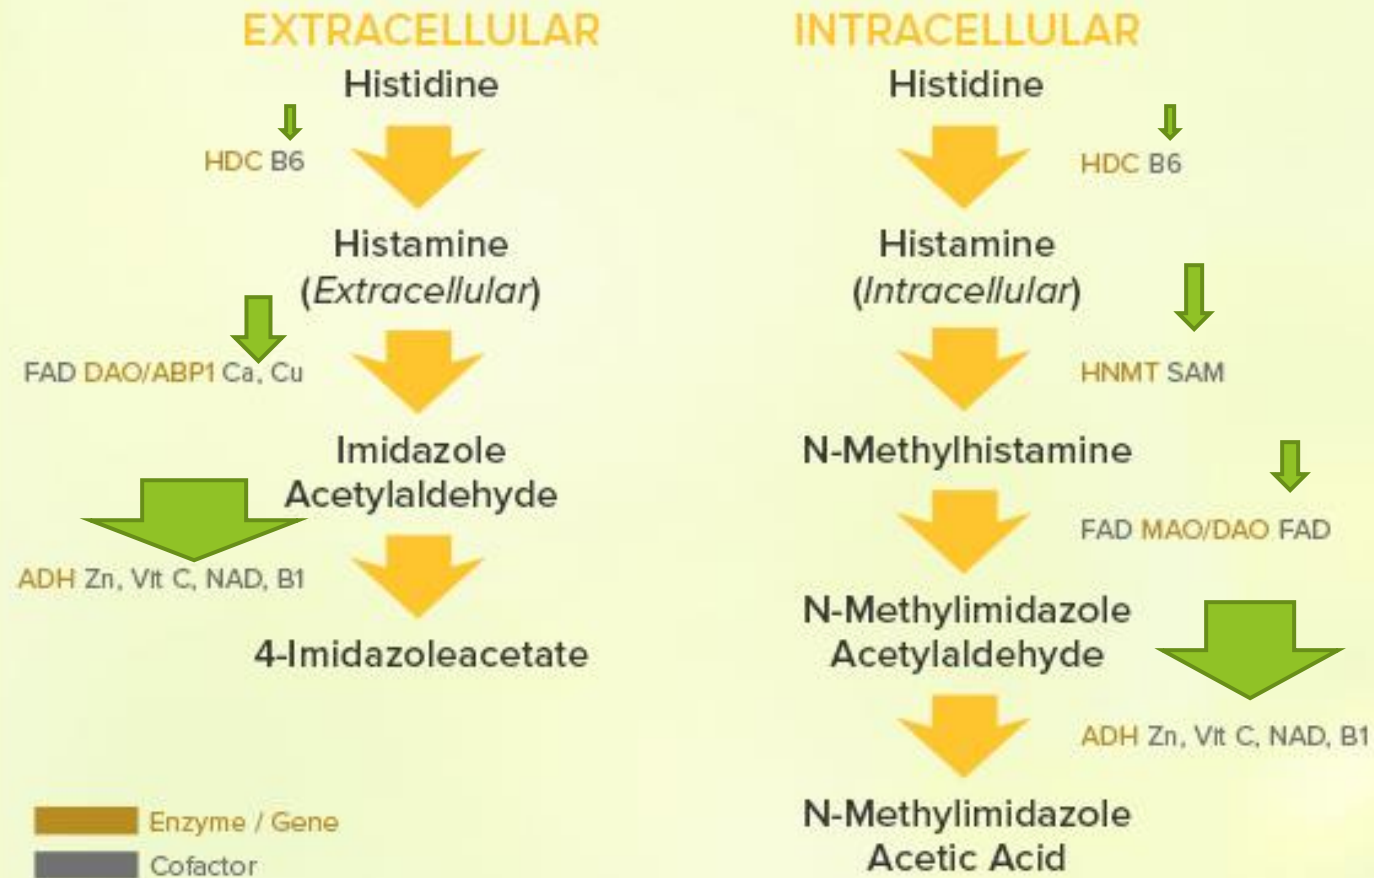 EXTRACELLULAR
Histidine
HDC B6
Histamine
(Extracellular)
FAD DAO/ABP1 Ca, Cu
Imidazole
Acetylaldehyde
ADH Zn, Vit C, NAD, B1
4-Imidazoleacetate
Enzyme / Gene
Cofactor
INTRACELLULAR
Histidine
HDC B6
Histamine
(Intracellular)
HNMT SAM
N-Methylhistamine
FAD MAO/DAO FAD
N-Methylimidazole
Acetylaldehyde
ADH Zn, Vit C, NAD, B1
N-Methylimidazole
Acetic Acid